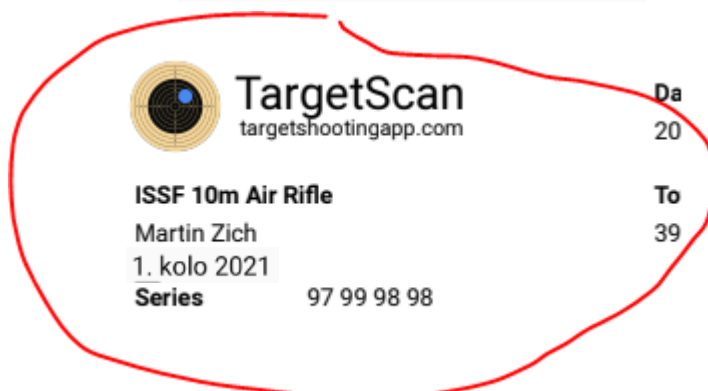 TargetScan
targetshootingapp.com
Da
20
ISSF 10m Air Rifle
To
Martin Zich
39
1. kolo 2021
Series 97 99 98 98